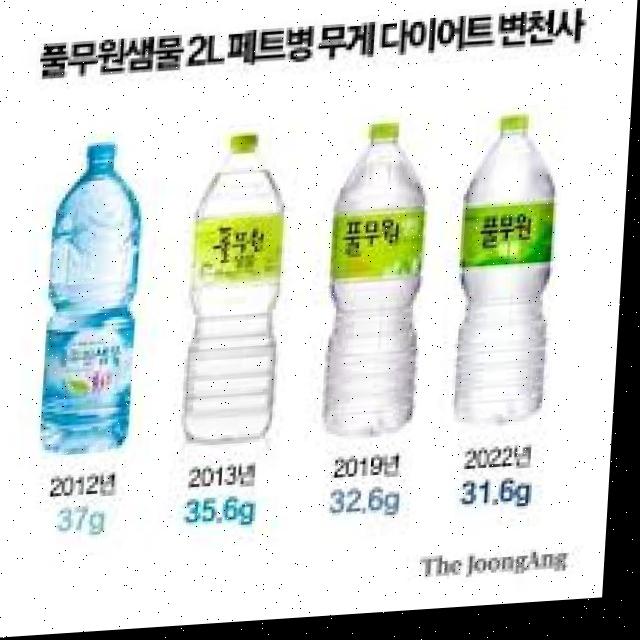 풀무원샘물 2L 페트병 무게 다이어트 변천사
풀무원
샘물
풀무원
풀무원
풀무원샘물
2012년
2013년
2019년
2022년
37g
35.6g
32.6g
31.6g
The JoongAng